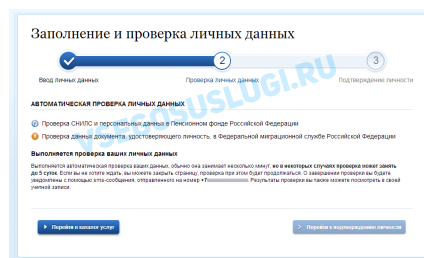 Заполнение и проверка личных данных
2
3
Ввод личных данных
Проверка личных данных
Подтверждение личности
VSEGOSUSLUGI.RU
АВТОМАТИЧЕСКАЯ ПРОВЕРКА ЛИЧНЫХ ДАННЫХ
Проверка СНИЛС и персональных данных в Пенсионном фонде Российской Федерации
Проверка данных документа, удостоверяющего личность, в Федеральной миграционной службе Российской Федерации
Выполняется проверка ваших личных данных
Выполняется автоматическая проверка ваших данных, обычно она занимает несколько минут, но в некоторых случаях проверка может занять
до 5 суток. Если вы не хотите ждать, вы можете закрыть страницу, проверка при этом будет продолжаться. О завершении проверки вы будете
уведомлены с помощью sms-сообщения, отправленного на номер +7 Результаты проверки вы также можете посмотреть в своей
учетной записи.
Перейти в каталог услуг
Перейти к подтверждению личности